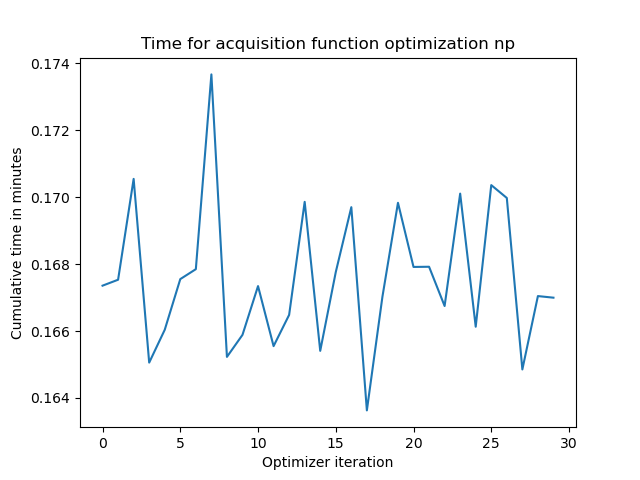 Time for acquisition function optimization np
Cumulative time in minutes
0.174
0.172
0.170
0.168
0.166
0.164
0 5 10 15 20 25 30
Optimizer iteration